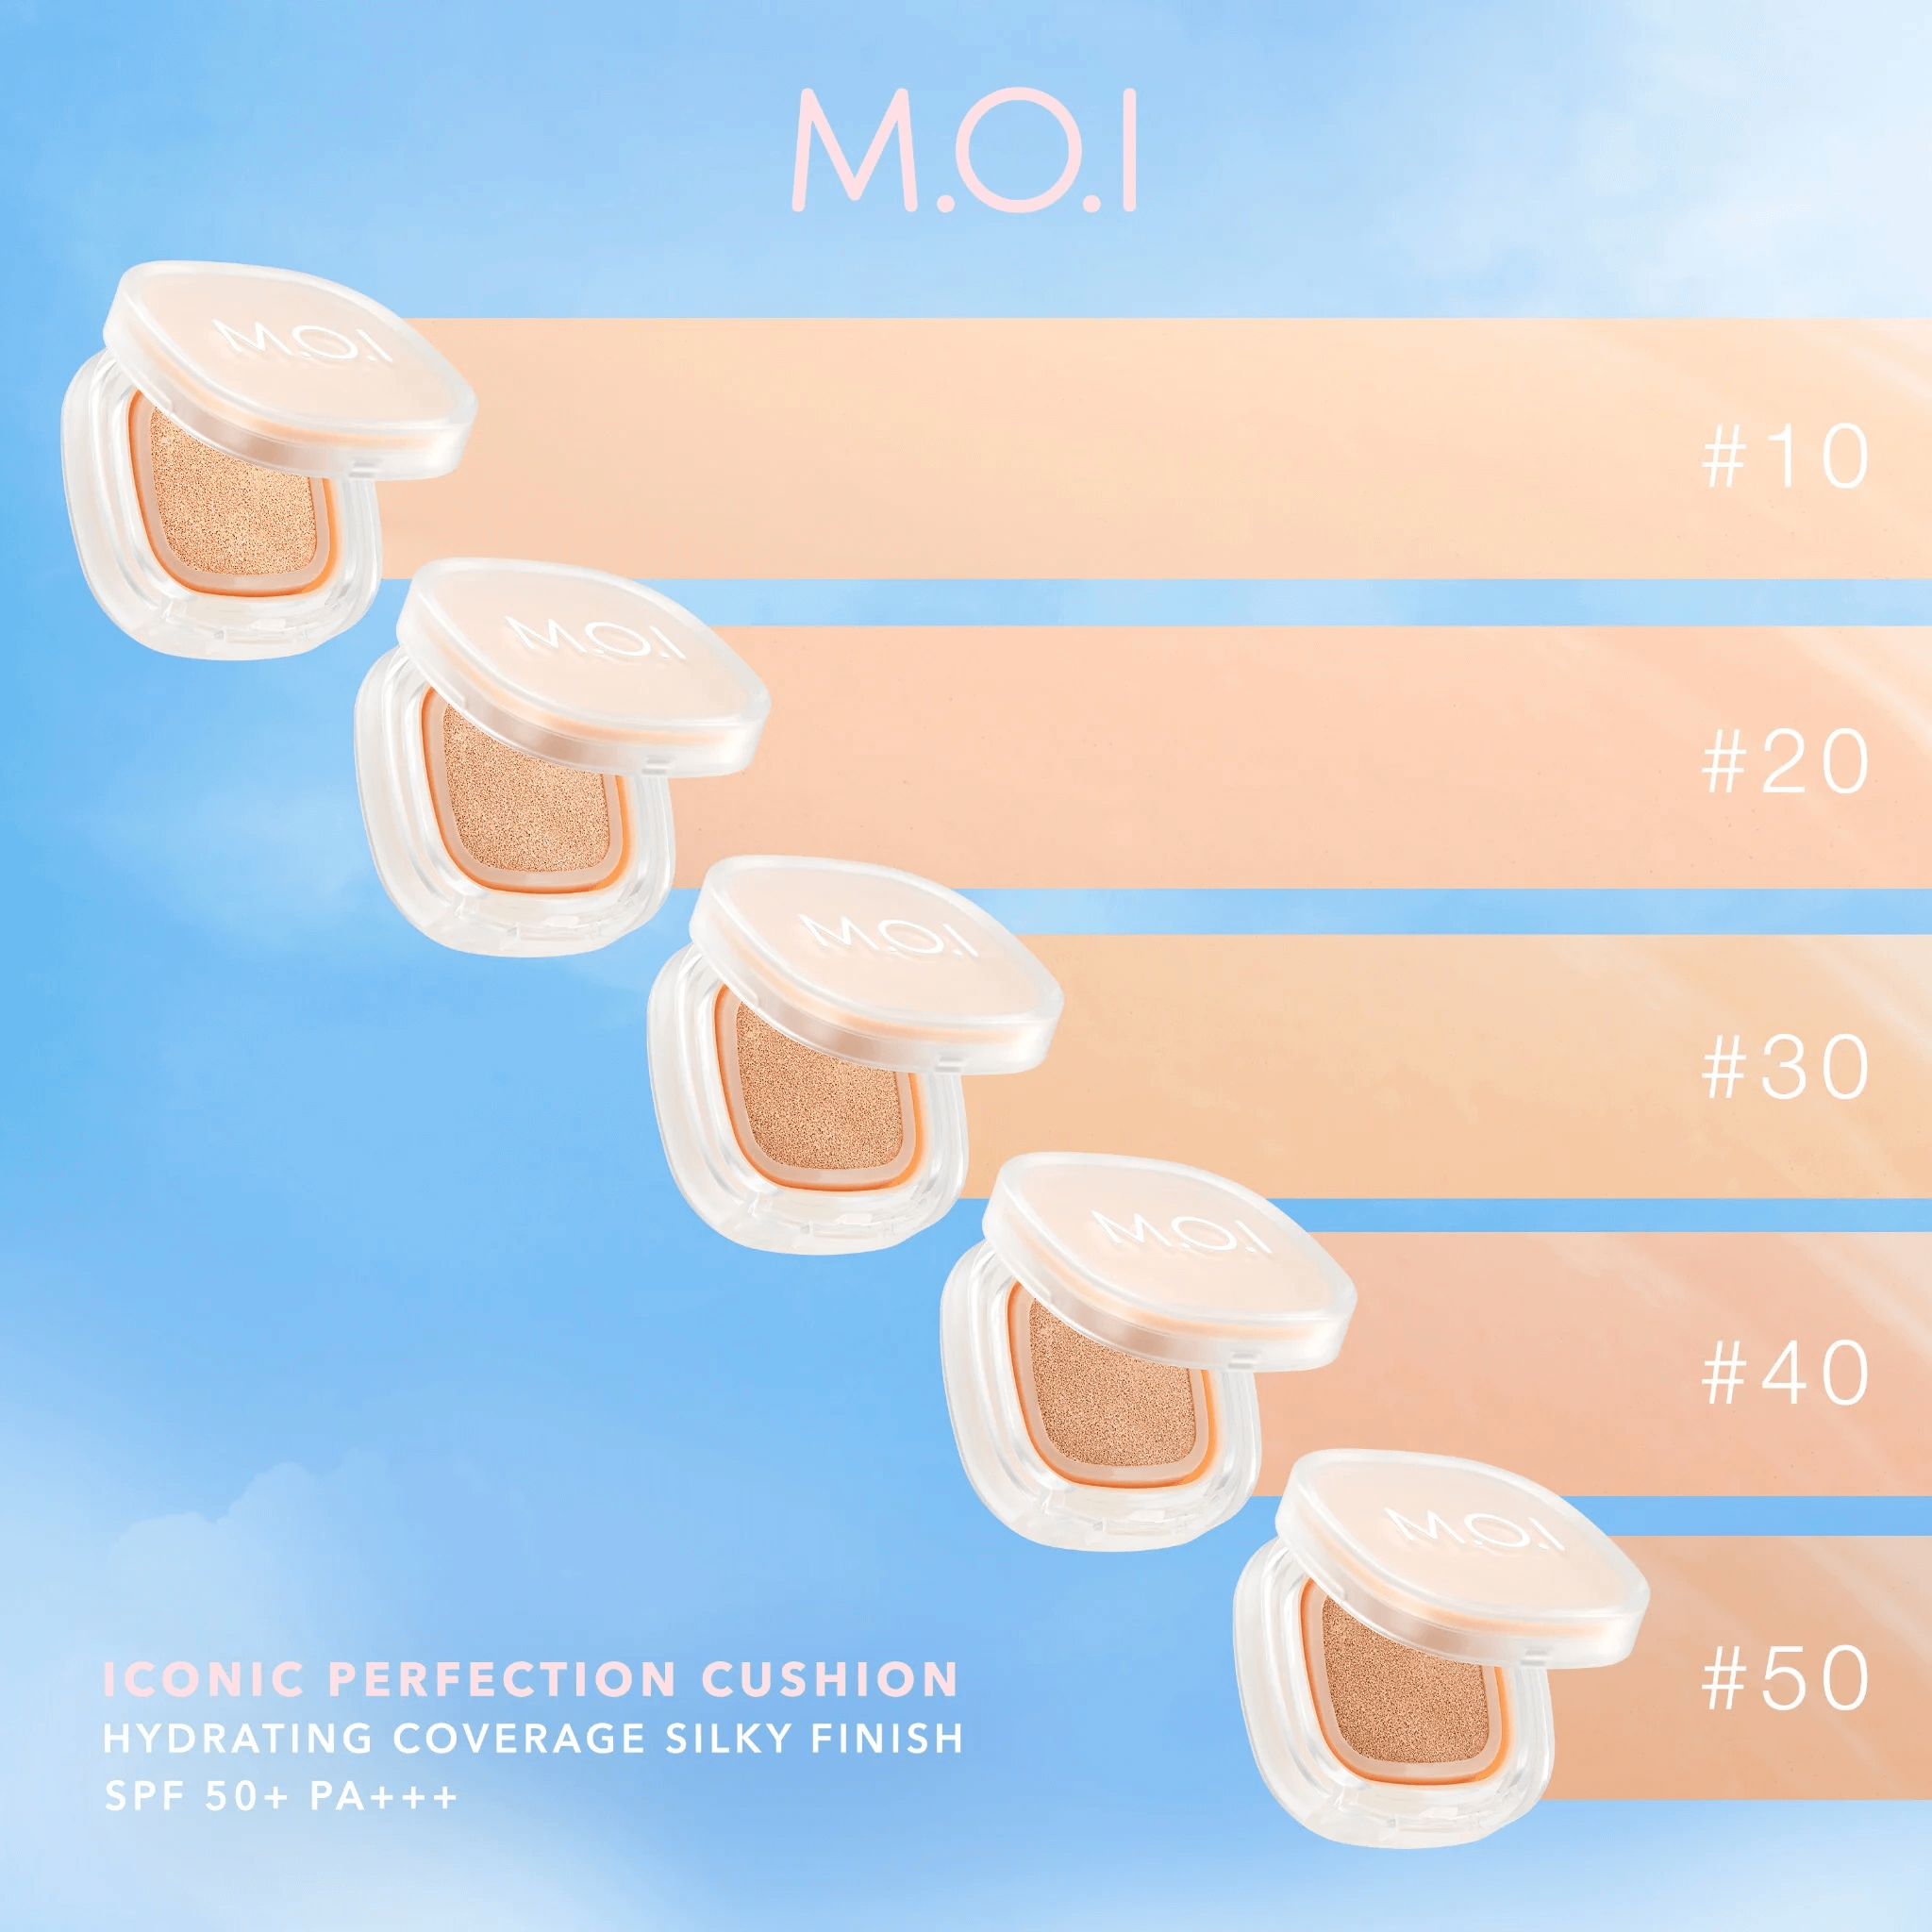 M.O.I
M.O.I
#10
M.O.I
#20
M.O.I
#30
M.O.I
#40
M.O.I
#50
ICONIC PERFECTION CUSHION
HYDRATING COVERAGE SILKY FINISH
SPF 50+ PA+++